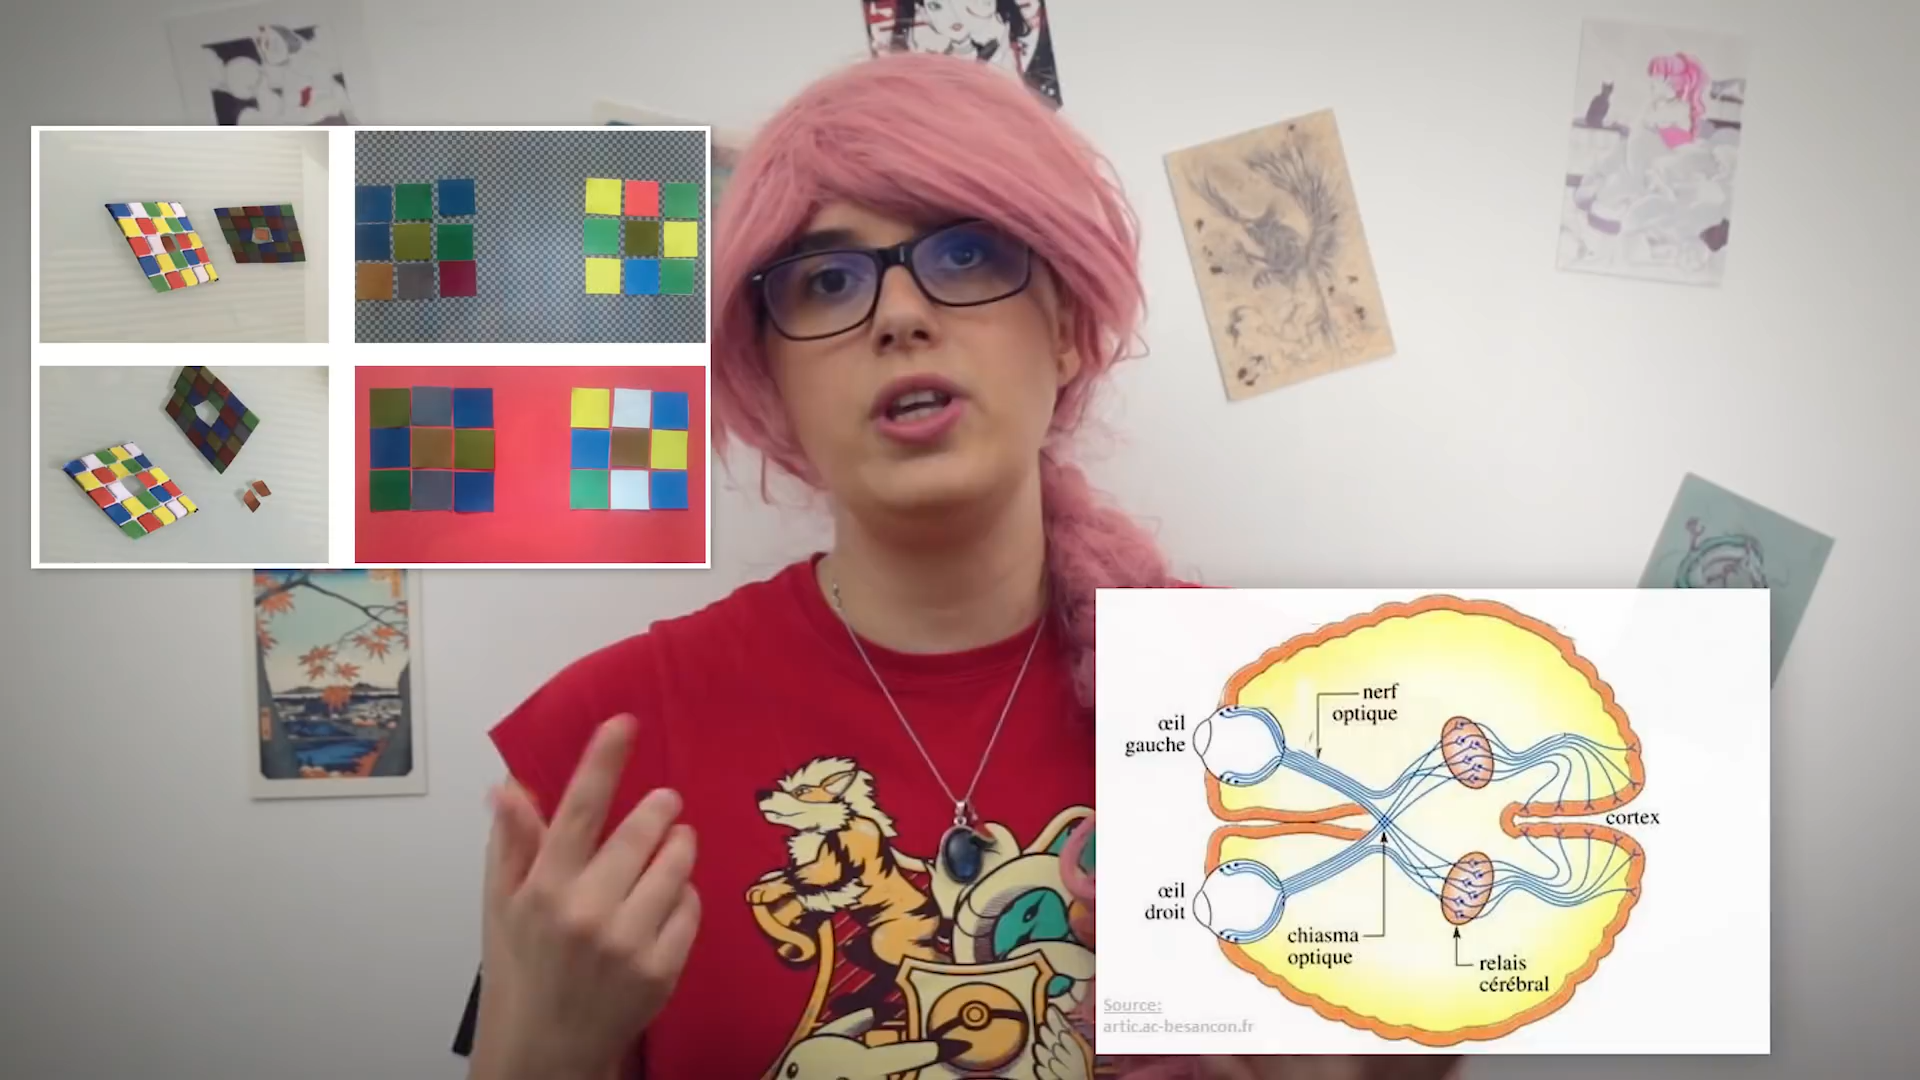 nerf
optique
œil
gauche
cortex
œil
droit
chiasma
optique
relais
cérébral
Source:
artic.ac-besancon.fr